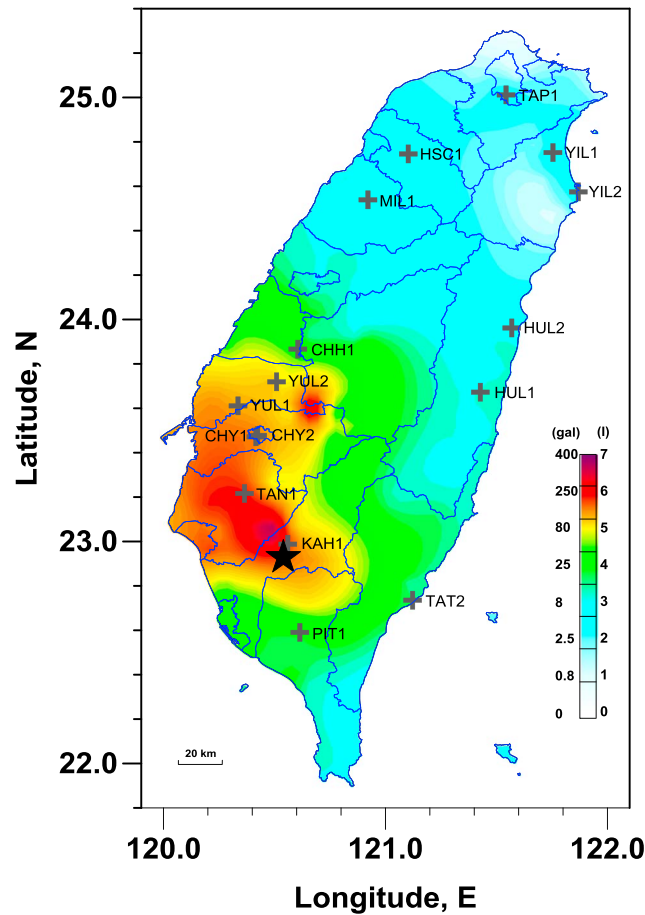 25.0
TAP1
HSC1
YIL1
MIL1
YIL2
24.0
HUL2
CHH1
YUL2
HUL1
YUL1
CHY1
CHY2
Latitude, N
(gal) (I)
400 7
250 6
80 5
25 4
8 3
2.5 2
0.8 1
0 0
TAN1
23.0
KAH1
TAT2
PIT1
20 km
22.0
120.0 121.0 122.0
Longitude, E